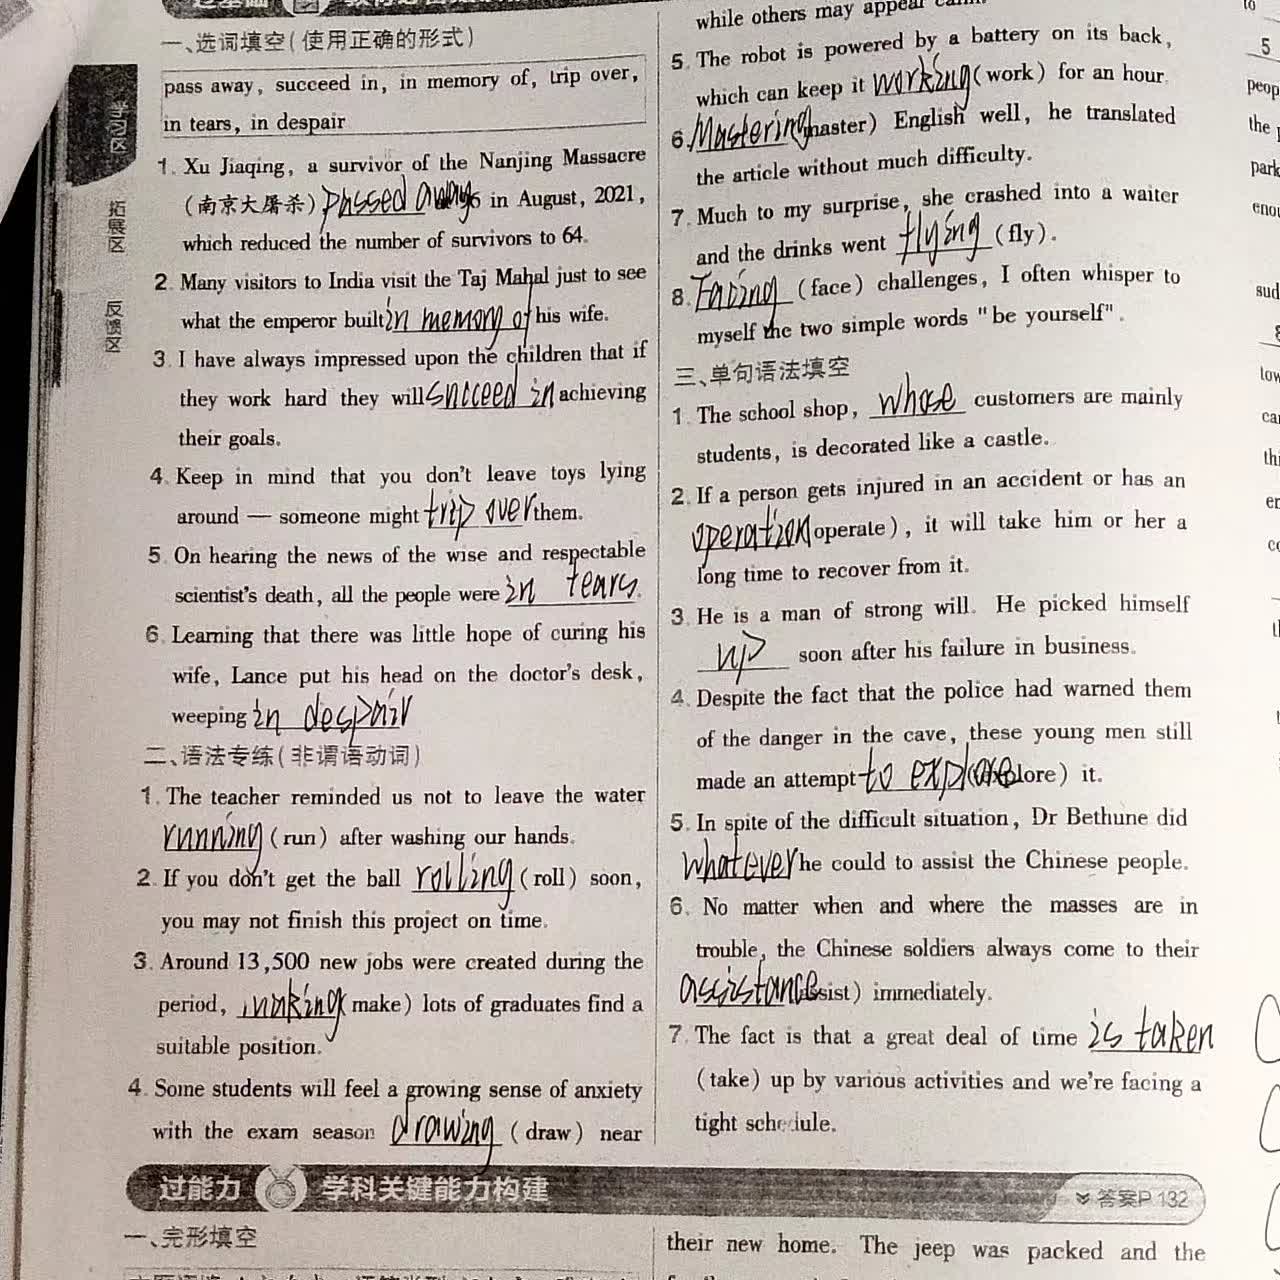 一、选词填空(使用正确的形式)
pass away, succeed in, in memory of, trip over,
in tears, in despair
学习区
拓展区
反馈区
1. Xu Jiaqing, a survivor of the Nanjing Massacre
(南京大屠杀) passed away in August, 2021,
which reduced the number of survivors to 64.
2. Many visitors to India visit the Taj Mahal just to see
what the emperor built in memory of his wife.
3. I have always impressed upon the children that if
they work hard they will succeed in achieving
their goals.
4. Keep in mind that you don't leave toys lying
around — someone might trip over them.
5. On hearing the news of the wise and respectable
scientist's death, all the people were in tears.
6. Learning that there was little hope of curing his
wife, Lance put his head on the doctor's desk,
weeping in despair
二、语法专练(非谓语动词)
1. The teacher reminded us not to leave the water
running (run) after washing our hands.
2. If you don't get the ball rolling (roll) soon,
you may not finish this project on time.
3. Around 13,500 new jobs were created during the
period, making (make) lots of graduates find a
suitable position.
4. Some students will feel a growing sense of anxiety
with the exam season drawing (draw) near
while others may appear calm.
5. The robot is powered by a battery on its back,
which can keep it working (work) for an hour.
6. Mastering (master) English well, he translated
the article without much difficulty.
7. Much to my surprise, she crashed into a waiter
and the drinks went flying (fly).
8. Facing (face) challenges, I often whisper to
myself the two simple words "be yourself".
三、单句语法填空
1. The school shop, whose customers are mainly
students, is decorated like a castle.
2. If a person gets injured in an accident or has an
operation (operate), it will take him or her a
long time to recover from it.
3. He is a man of strong will. He picked himself
up soon after his failure in business.
4. Despite the fact that the police had warned them
of the danger in the cave, these young men still
made an attempt to explore (explore) it.
5. In spite of the difficult situation, Dr Bethune did
whatever he could to assist the Chinese people.
6. No matter when and where the masses are in
trouble, the Chinese soldiers always come to their
assistance (assist) immediately.
7. The fact is that a great deal of time is taken
(take) up by various activities and we're facing a
tight schedule.
过能力 学科关键能力构建
答案P132
一、完形填空
their new home. The jeep was packed and the